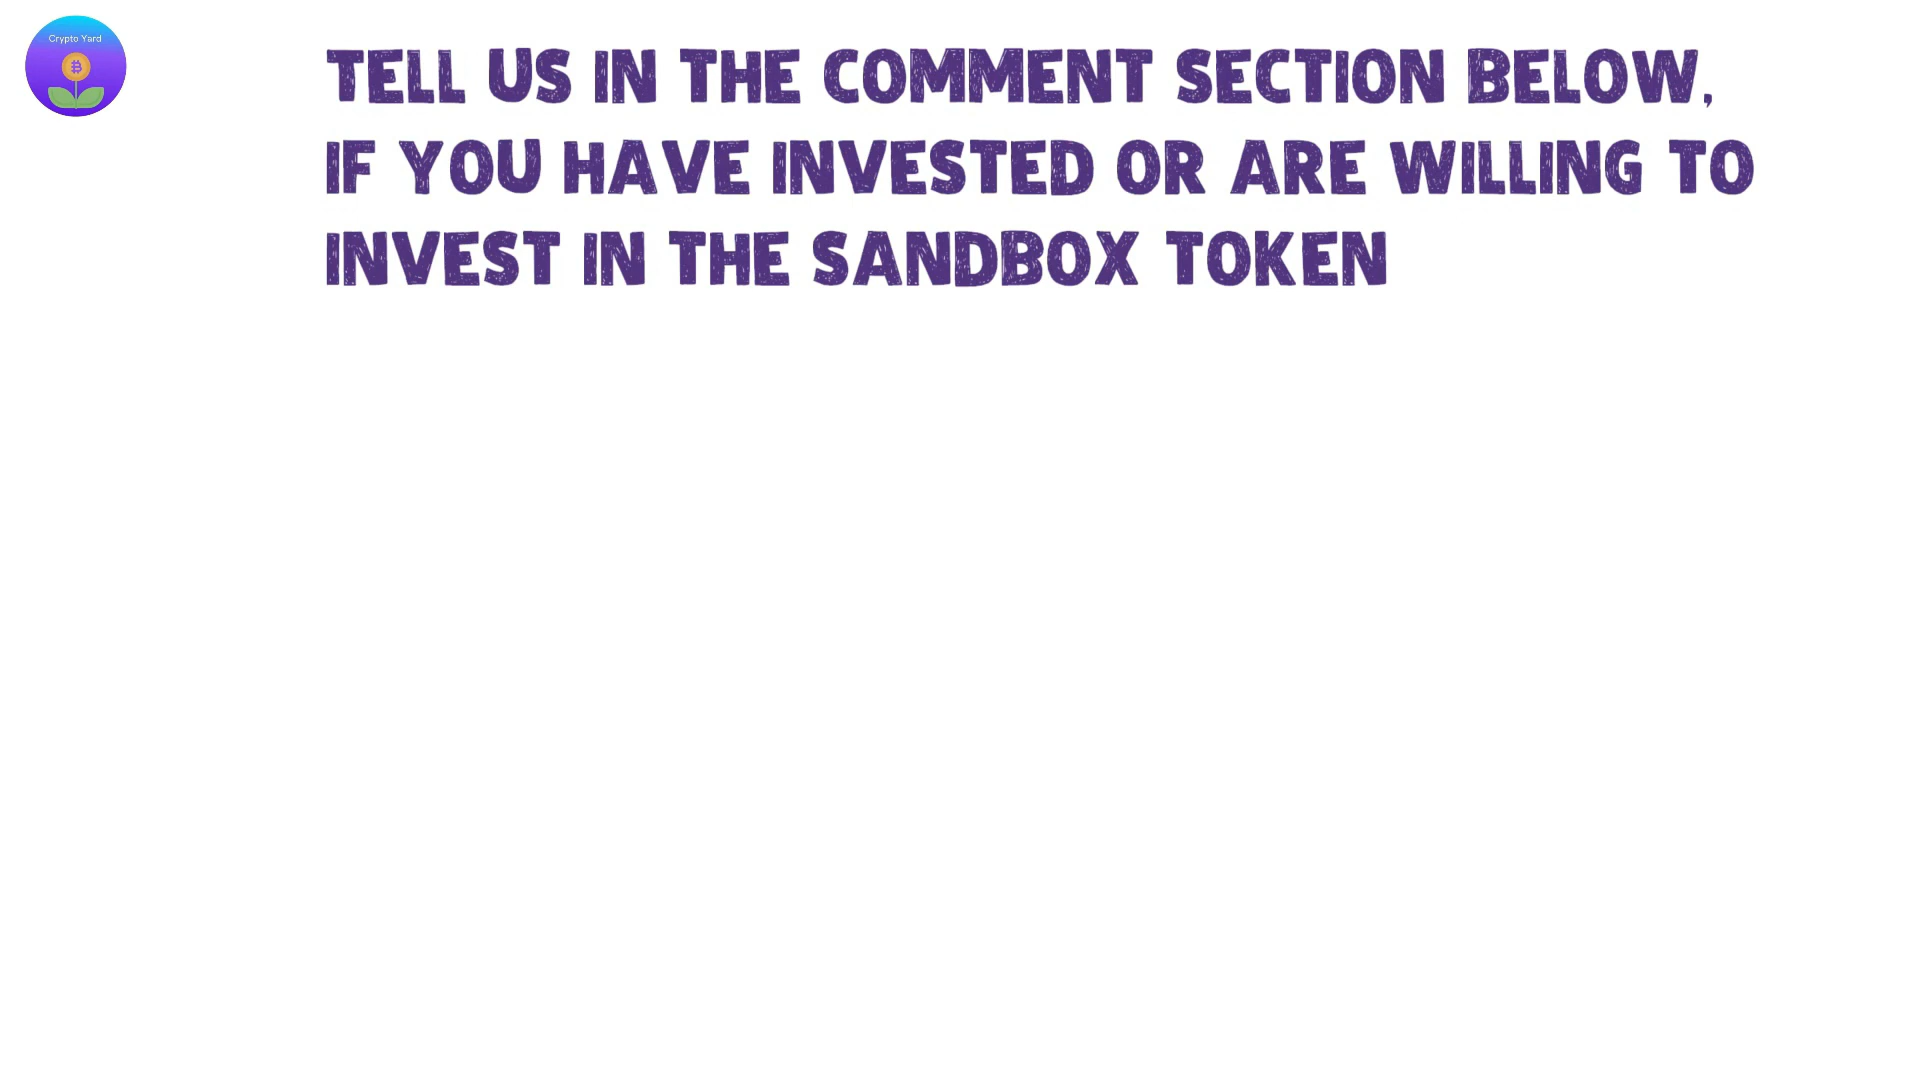 Crypto Yard
TELL US IN THE COMMENT SECTION BELOW,
IF YOU HAVE INVESTED OR ARE WILLING TO
INVEST IN THE SANDBOX TOKEN